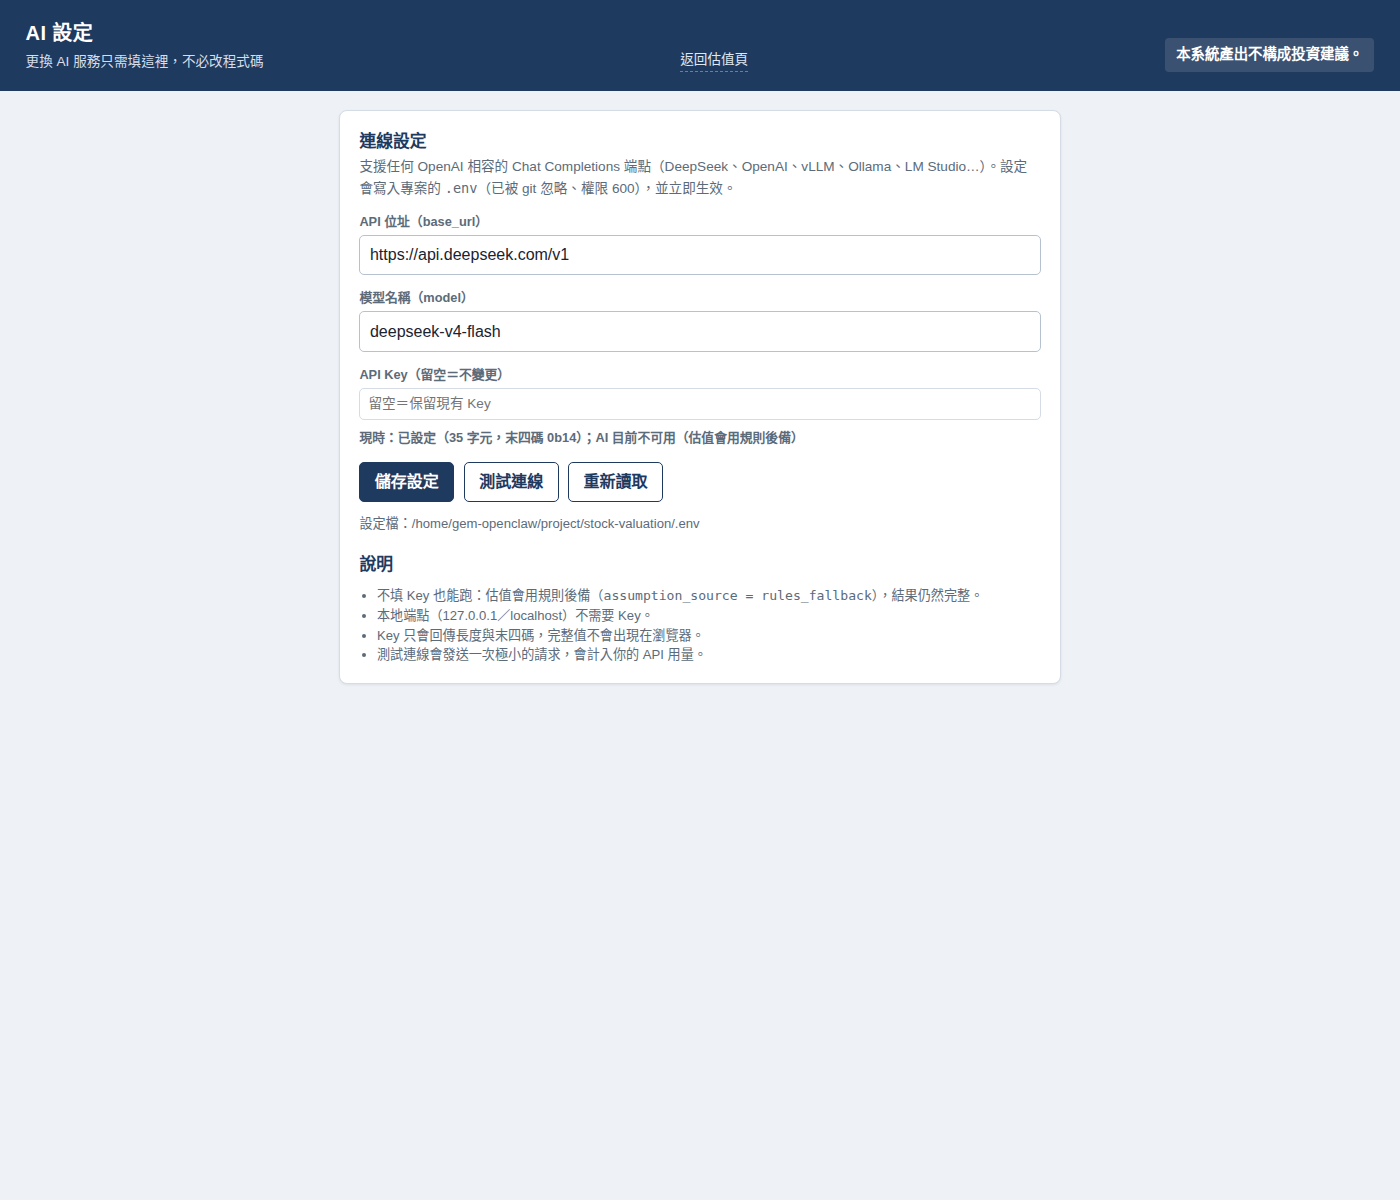 AI 設定
更換 AI 服務只需填這裡，不必改程式碼
返回估值頁
本系統產出不構成投資建議。
連線設定
支援任何 OpenAI 相容的 Chat Completions 端點（DeepSeek、OpenAI、vLLM、Ollama、LM Studio…）。設定
會寫入專案的 .env（已被 git 忽略、權限 600），並立即生效。
API 位址（base_url）
https://api.deepseek.com/v1
模型名稱（model）
deepseek-v4-flash
API Key（留空＝不變更）
留空＝保留現有 Key
現時：已設定（35 字元，末四碼 0b14）；AI 目前不可用（估值會用規則後備）
儲存設定
測試連線
重新讀取
設定檔：/home/gem-openclaw/project/stock-valuation/.env
說明
• 不填 Key 也能跑：估值會用規則後備（assumption_source = rules_fallback），結果仍然完整。
• 本地端點（127.0.0.1／localhost）不需要 Key。
• Key 只會回傳長度與末四碼，完整值不會出現在瀏覽器。
• 測試連線會發送一次極小的請求，會計入你的 API 用量。